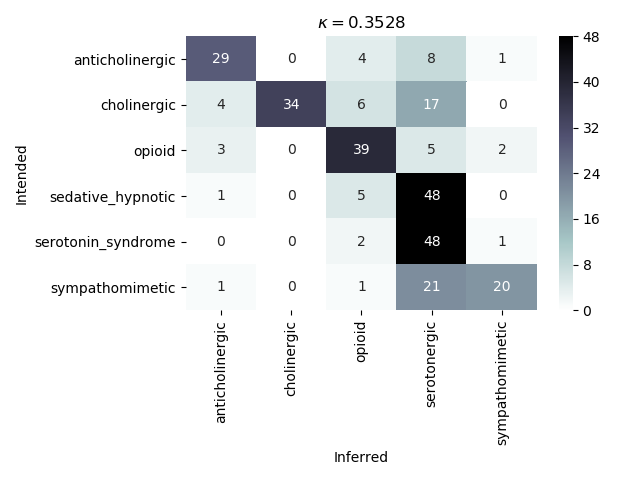 κ = 0.3528
Intended
anticholinergic 29 0 4 8 1
cholinergic 4 34 6 17 0
opioid 3 0 39 5 2
sedative_hypnotic 1 0 5 48 0
serotonin_syndrome 0 0 2 48 1
sympathomimetic 1 0 1 21 20
anticholinergic
cholinergic
opioid
serotonergic
sympathomimetic
Inferred
48
40
32
24
16
8
0